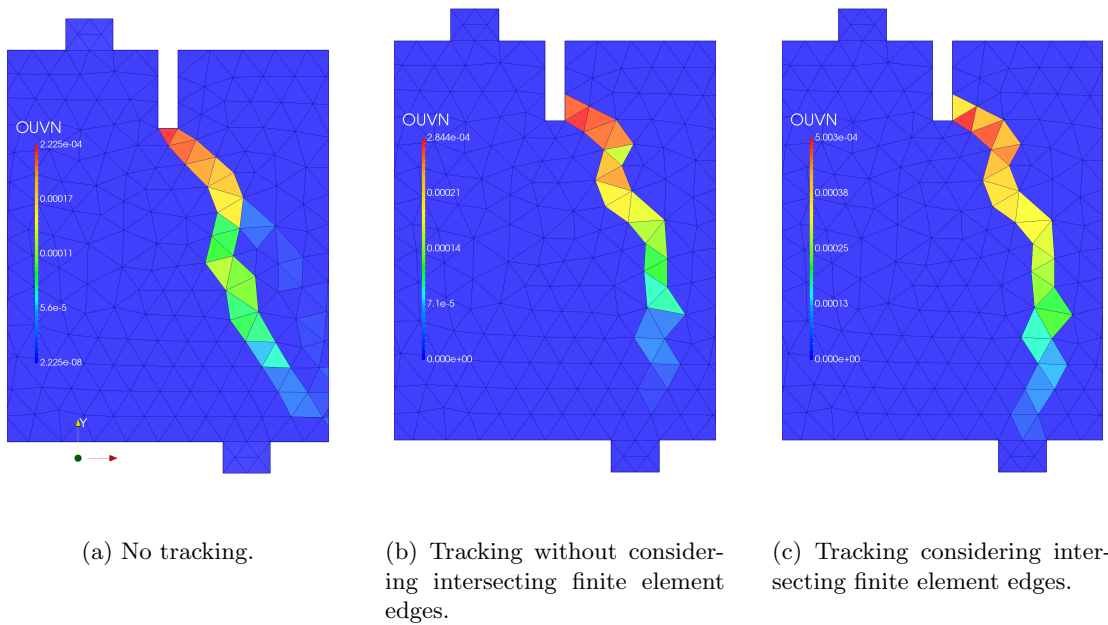 OUVN
2.225e-04
0.00017
0.00011
5.6e-5
2.225e-08
Y
OUVN
2.844e-04
0.00021
0.00014
7.1e-5
0.000e+00
OUVN
5.003e-04
0.00038
0.00025
0.00013
0.000e+00
(a) No tracking.
(b) Tracking without consider-
ing intersecting finite element
edges.
(c) Tracking considering inter-
secting finite element edges.